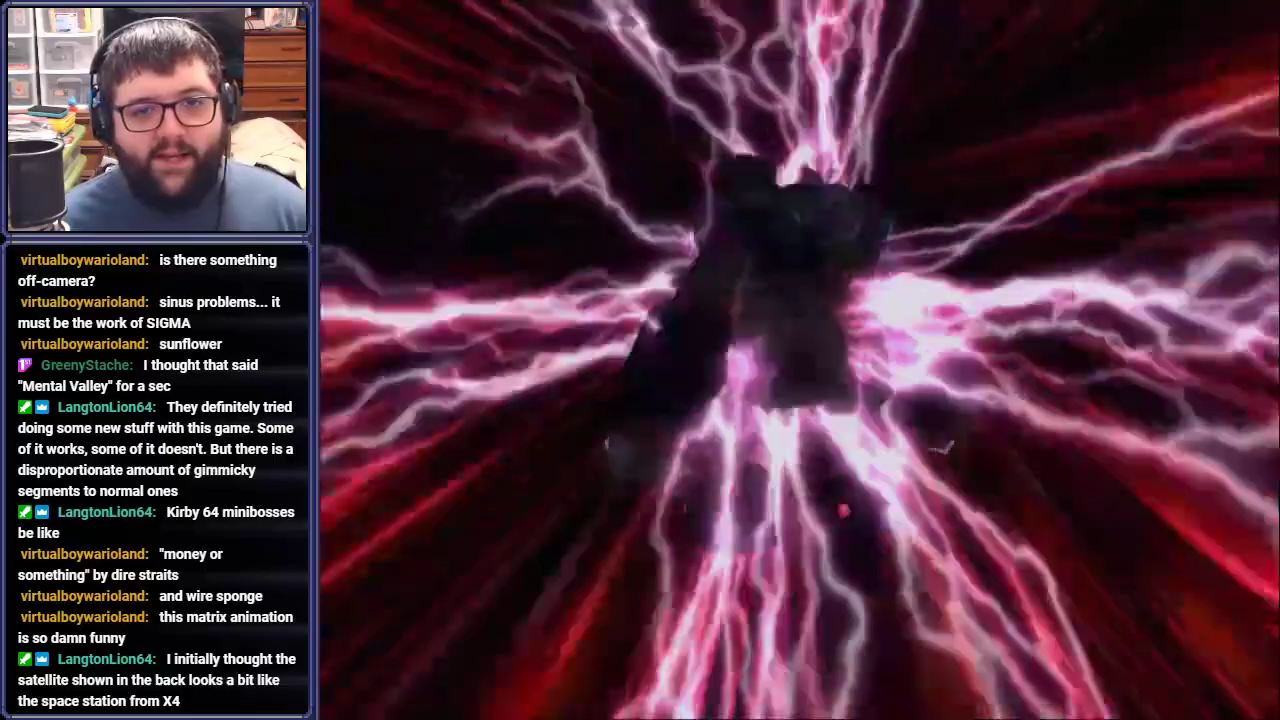 virtualboywarioland: is there something
off-camera?
virtualboywarioland: sinus problems... it
must be the work of SIGMA
virtualboywarioland: sunflower
GreenyStache: I thought that said
"Mental Valley" for a sec
LangtonLion64: They definitely tried
doing some new stuff with this game. Some
of it works, some of it doesn't. But there is a
disproportionate amount of gimmicky
segments to normal ones
LangtonLion64: Kirby 64 minibosses
be like
virtualboywarioland: "money or
something" by dire straits
virtualboywarioland: and wire sponge
virtualboywarioland: this matrix animation
is so damn funny
LangtonLion64: I initially thought the
satellite shown in the back looks a bit like
the space station from X4